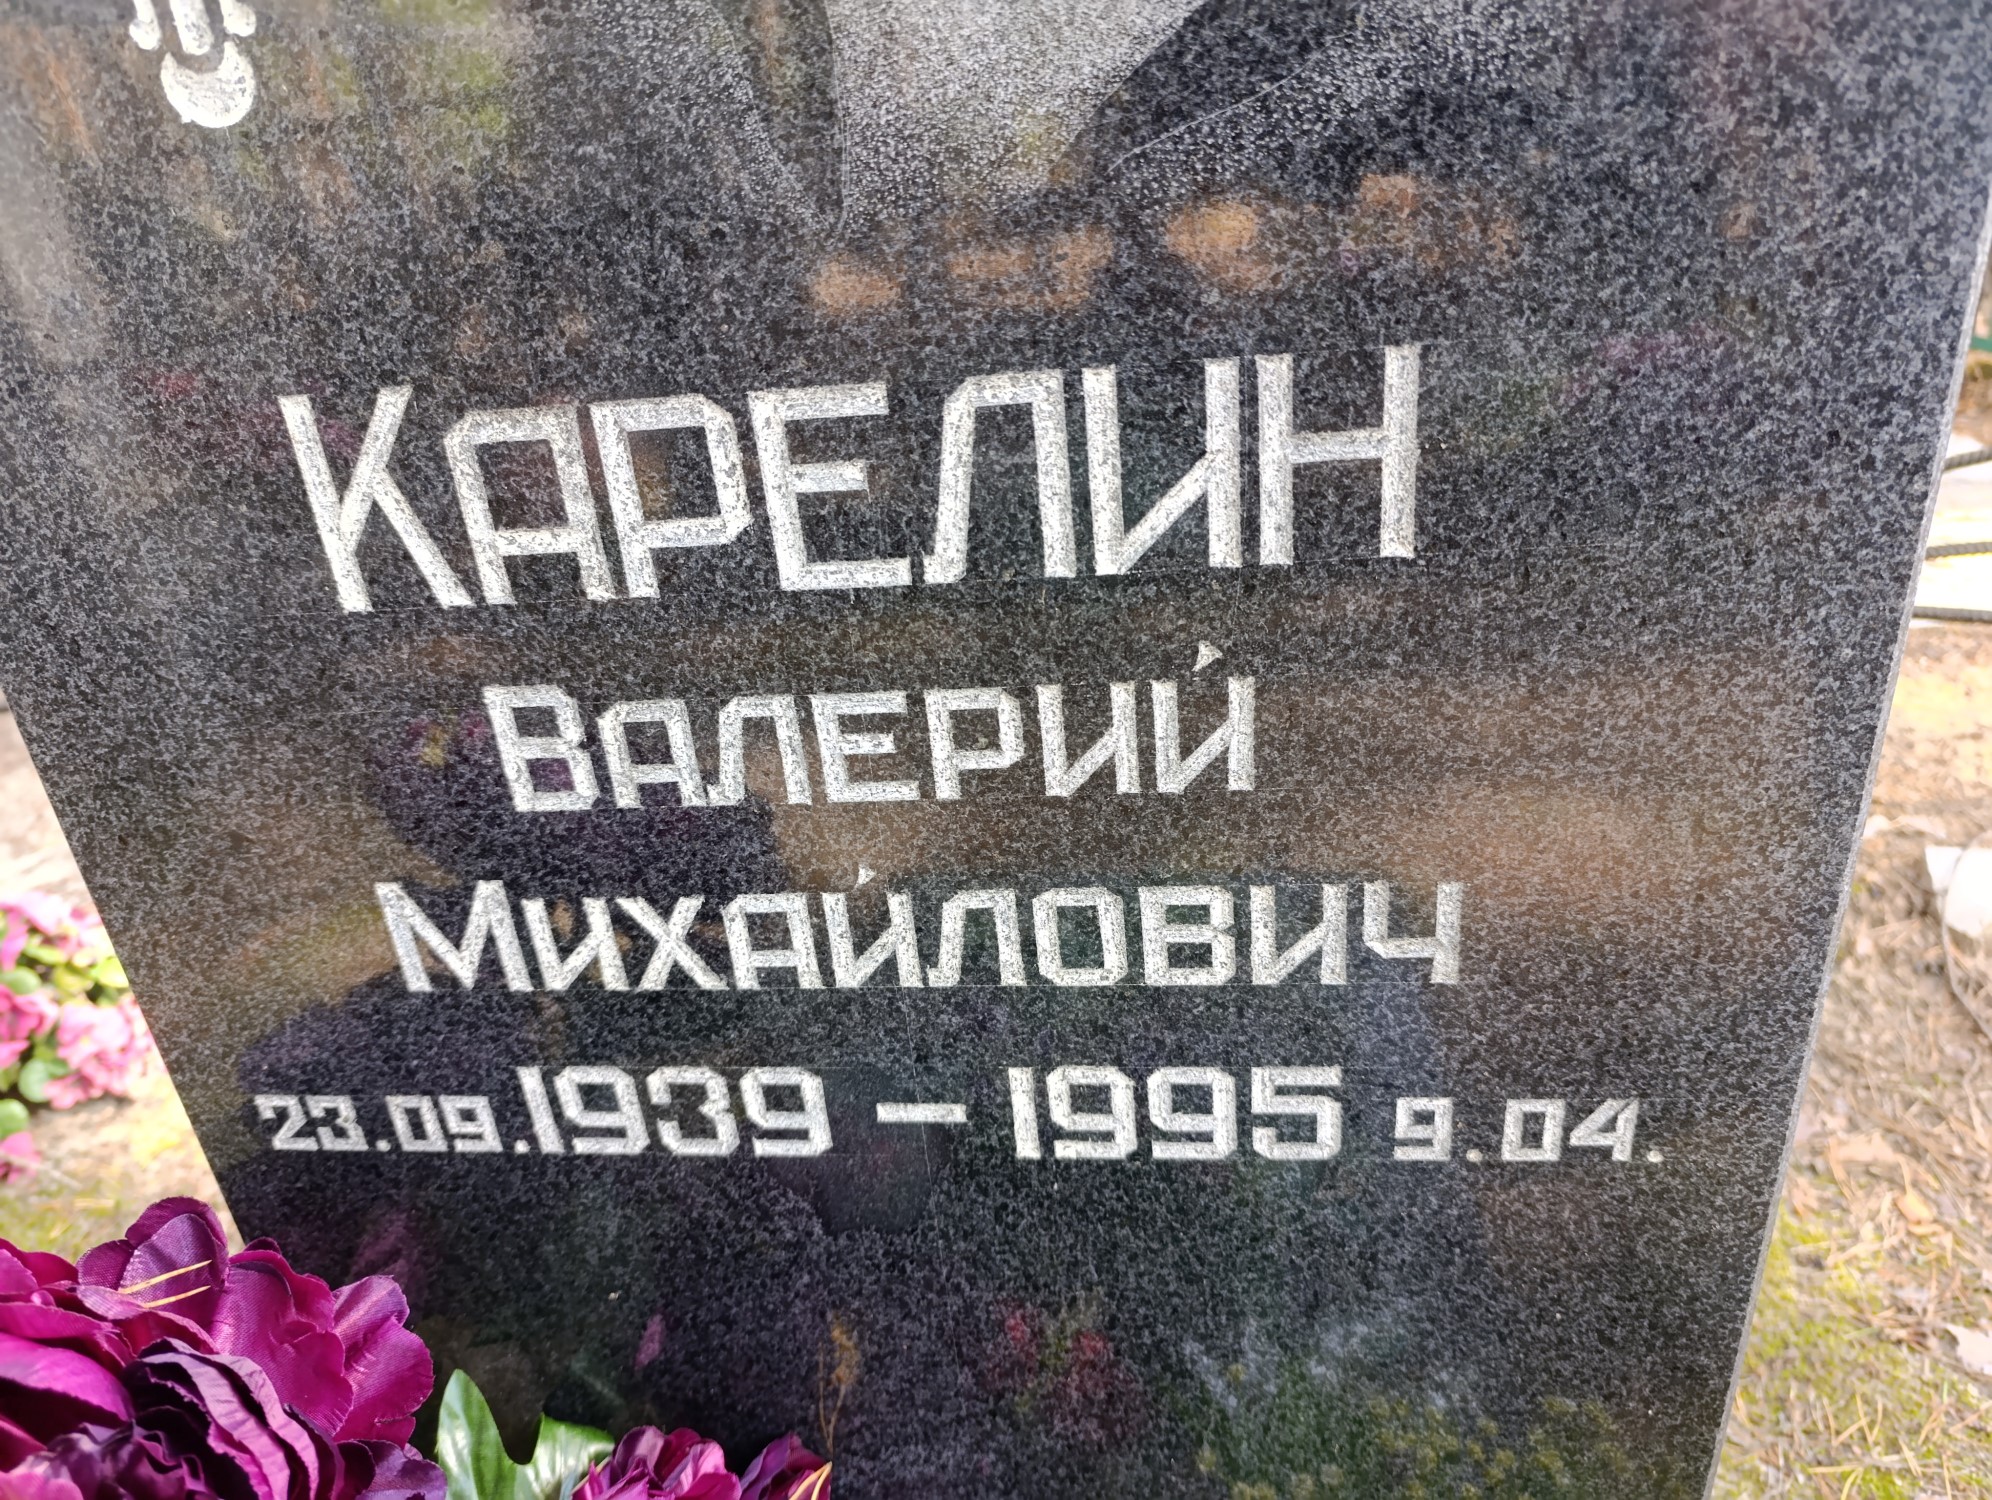 Карелин
Валерий
Михайлович
23.09.1939 – 1995 9.04.